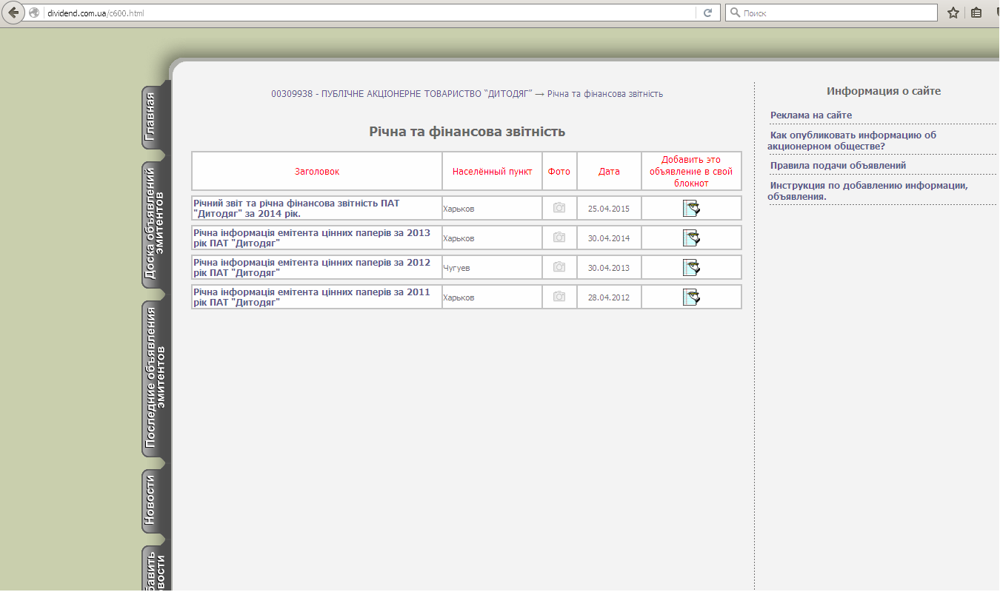 dividend.com.ua/c600.html
Поиск
Главная
Доска объявлений
эмитентов
Последние объявления
эмитентов
Новости
00309938 - ПУБЛІЧНЕ АКЦІОНЕРНЕ ТОВАРИСТВО "ДИТОДЯГ" → Річна та фінансова звітність
Річна та фінансова звітність
Заголовок
Населённый пункт
Фото
Дата
Добавить это
объявление в свой
блокнот
Річний звіт та річна фінансова звітність ПАТ
"Дитодяг" за 2014 рік.
Харьков
25.04.2015
Річна інформація емітента цінних паперів за 2013
рік ПАТ "Дитодяг"
Харьков
30.04.2014
Річна інформація емітента цінних паперів за 2012
рік ПАТ "Дитодяг"
Чугуев
30.04.2013
Річна інформація емітента цінних паперів за 2011
рік ПАТ "Дитодяг"
Харьков
28.04.2012
Информация о сайте
Реклама на сайте
Как опубликовать информацию об
акционерном обществе?
Правила подачи объявлений
Инструкция по добавлению информации,
объявления.